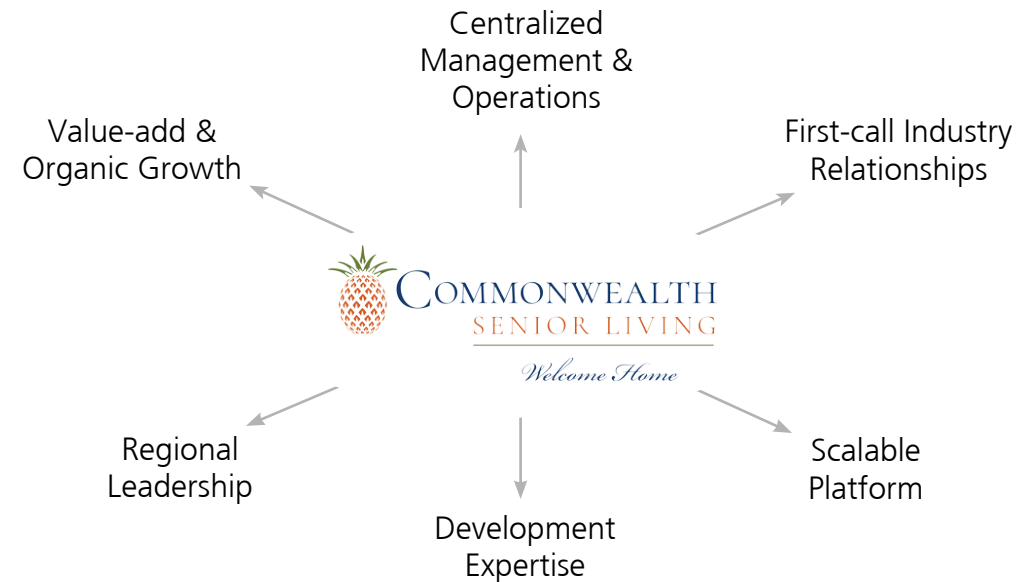 Centralized
Management &
Operations
Value-add &
Organic Growth
First-call Industry
Relationships
COMMONWEALTH
SENIOR LIVING
Welcome Home
Regional
Leadership
Scalable
Platform
Development
Expertise